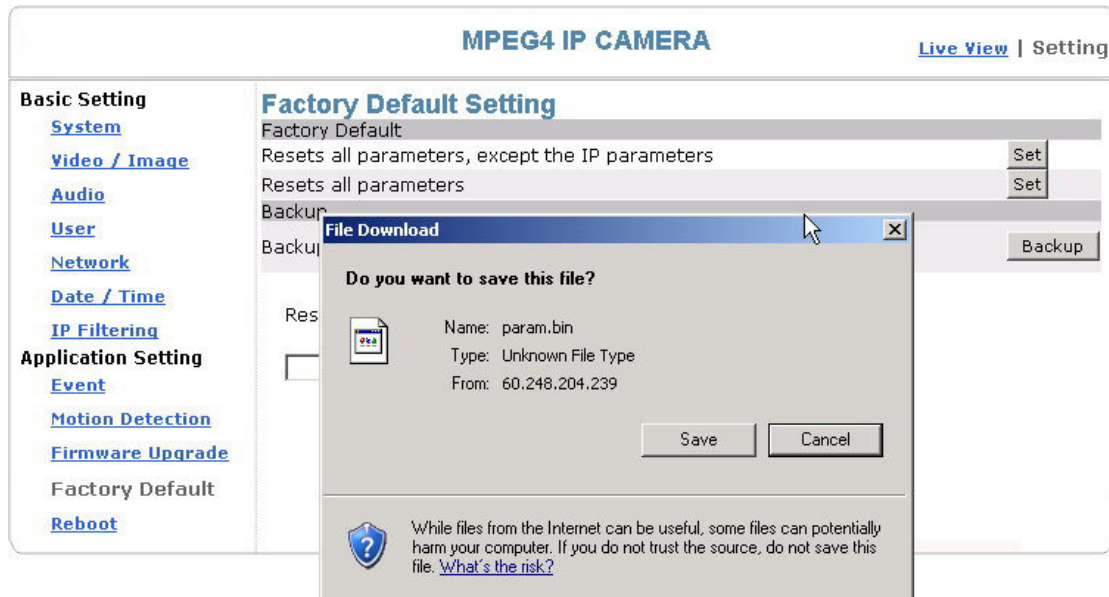 MPEG4 IP CAMERA
Live View | Setting
Basic Setting
System
Video / Image
Audio
User
Network
Date / Time
IP Filtering
Application Setting
Event
Motion Detection
Firmware Upgrade
Factory Default
Reboot
Factory Default Setting
Factory Default
Resets all parameters, except the IP parameters Set
Resets all parameters Set
Backup
Backup
Res
File Download
Do you want to save this file?
Name: param.bin
Type: Unknown File Type
From: 60.248.204.239
Save Cancel
While files from the Internet can be useful, some files can potentially
harm your computer. If you do not trust the source, do not save this
file. What's the risk?